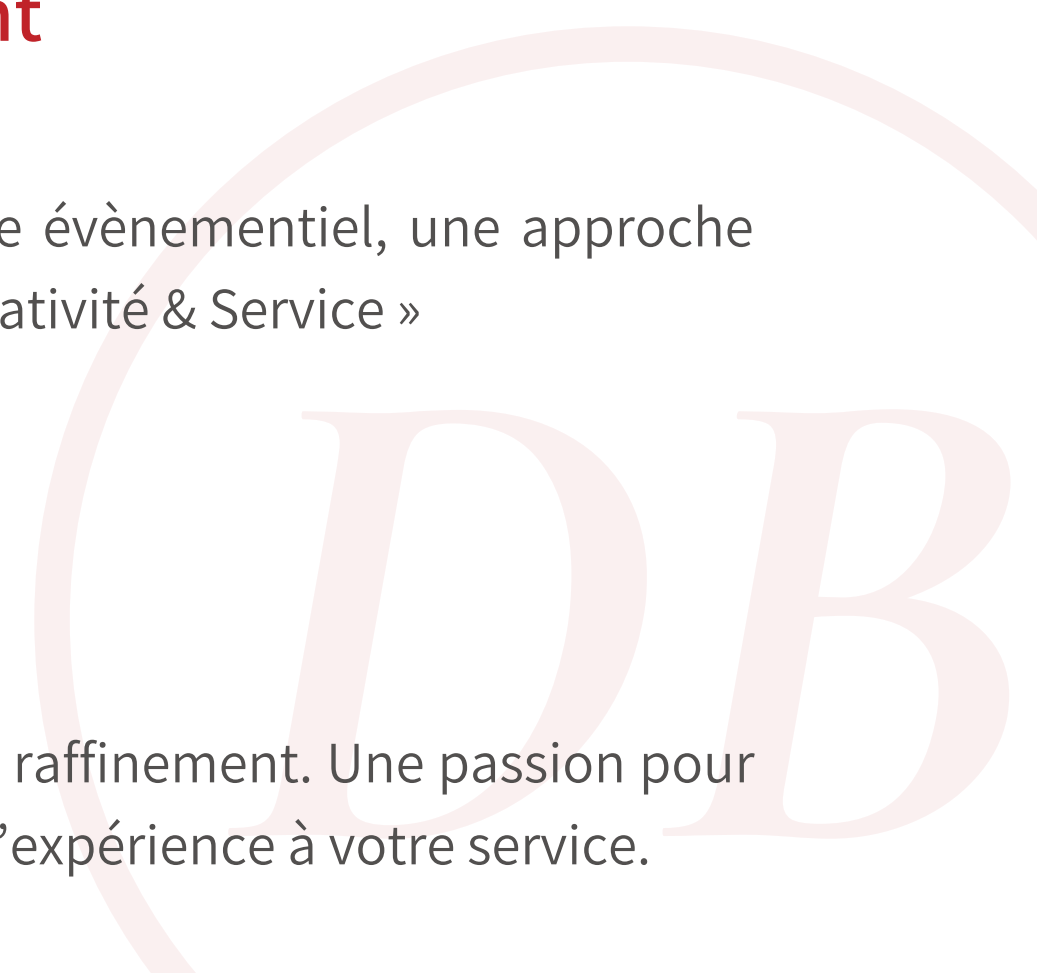 nt
e évènementiel, une approche
ativité & Service »
DB
raffinement. Une passion pour
’expérience à votre service.